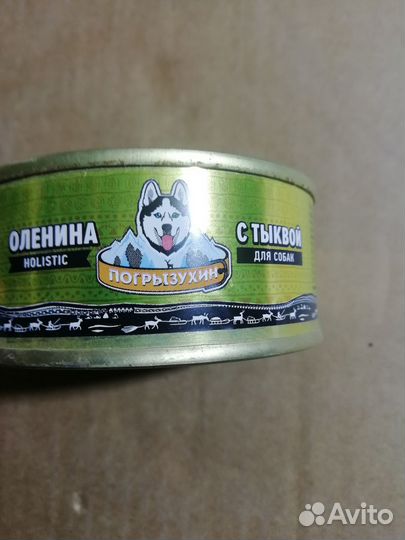 ОЛЕНИНА
HOLISTIC
ПОГРЫЗУХИН
С ТЫКВОЙ
ДЛЯ СОБАК
Avito